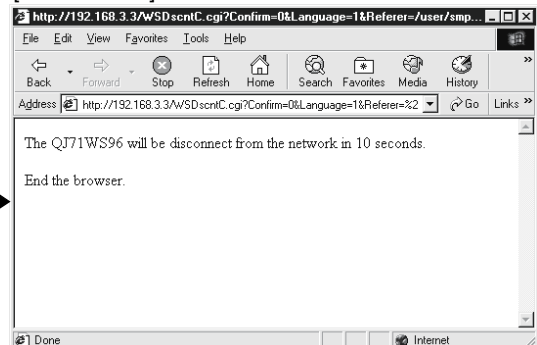 http://192.168.3.3/WSDscntC.cgi?Confirm=0&Language=1&Referer=/user/smp...
File Edit View Favorites Tools Help
Back Forward Stop Refresh Home Search Favorites Media History »
Address http://192.168.3.3/WSDscntC.cgi?Confirm=0&Language=1&Referer=%2 Go Links »
The QJ71WS96 will be disconnect from the network in 10 seconds.
End the browser.
Done Internet